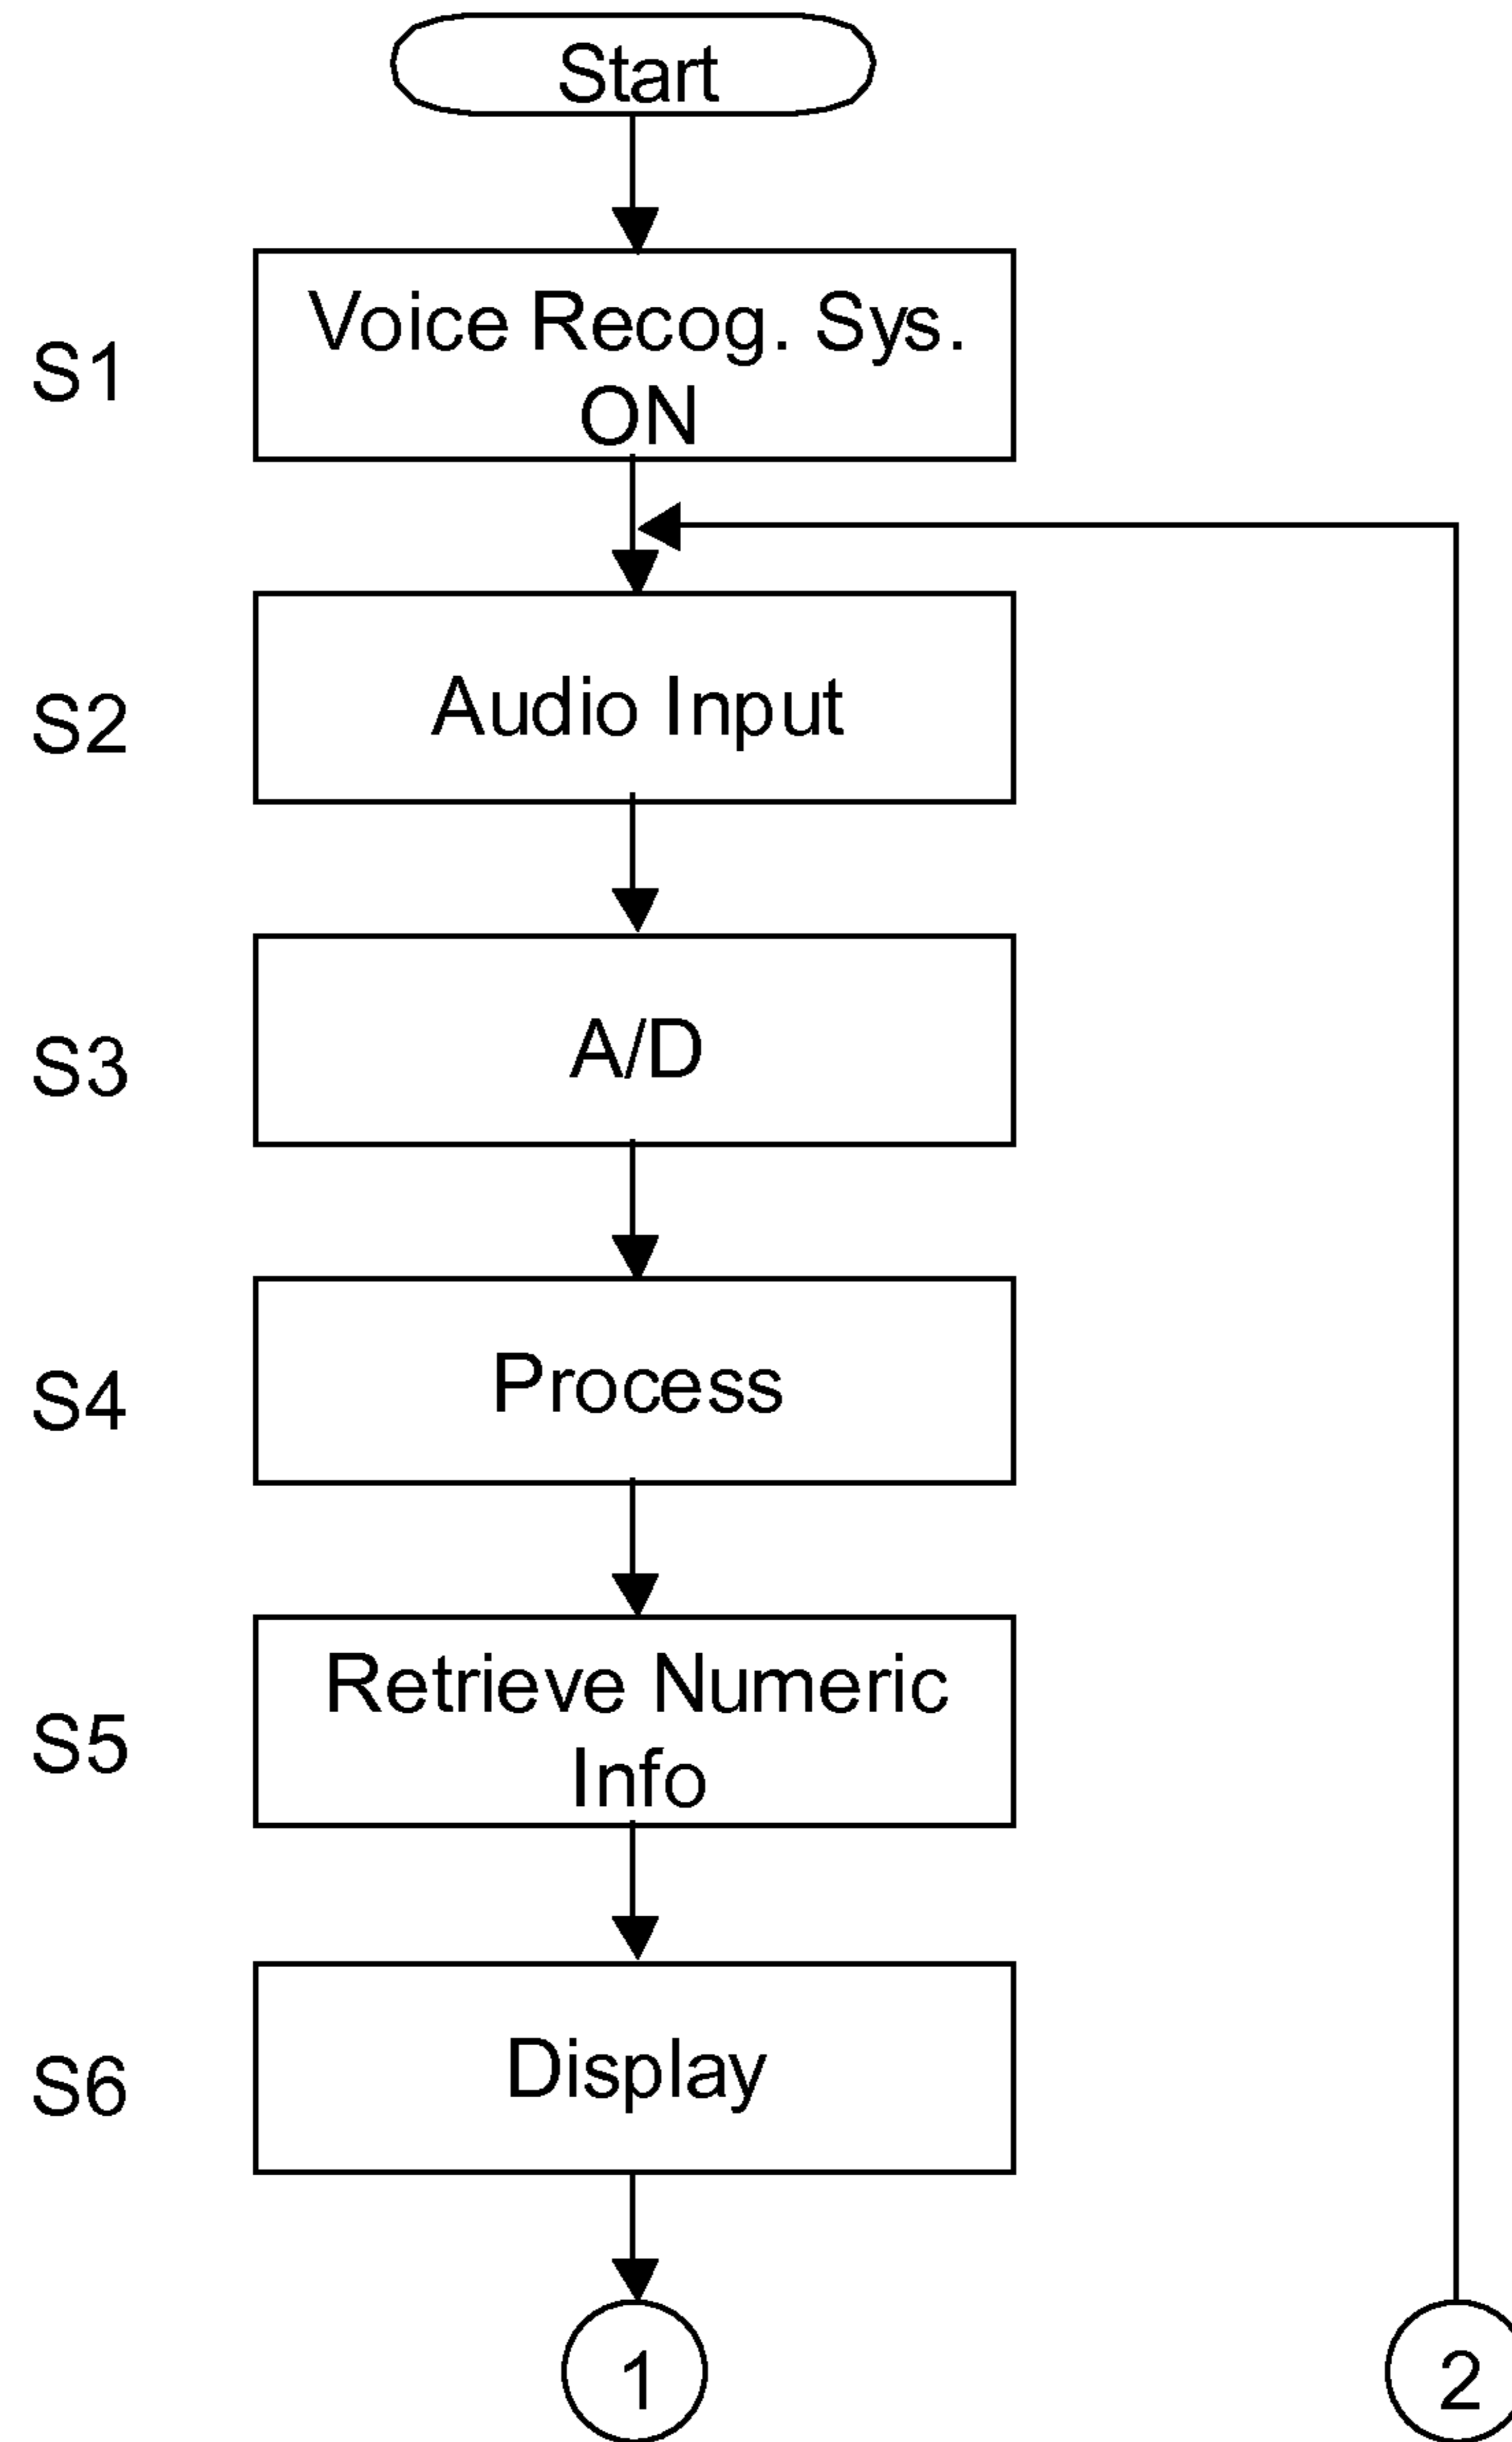 Start
S1
Voice Recog. Sys.
ON
S2
Audio Input
S3
A/D
S4
Process
S5
Retrieve Numeric
Info
S6
Display
1
2